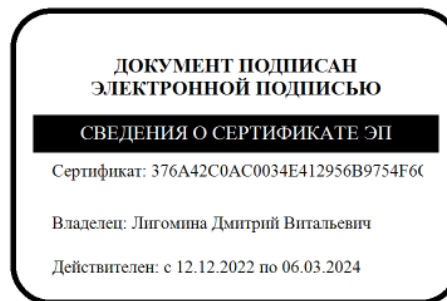 ДОКУМЕНТ ПОДПИСАН
ЭЛЕКТРОННОЙ ПОДПИСЬЮ
СВЕДЕНИЯ О СЕРТИФИКАТЕ ЭП
Сертификат: 376A42C0AC0034E412956B9754F6
Владелец: Лигомина Дмитрий Витальевич
Действителен: с 12.12.2022 по 06.03.2024